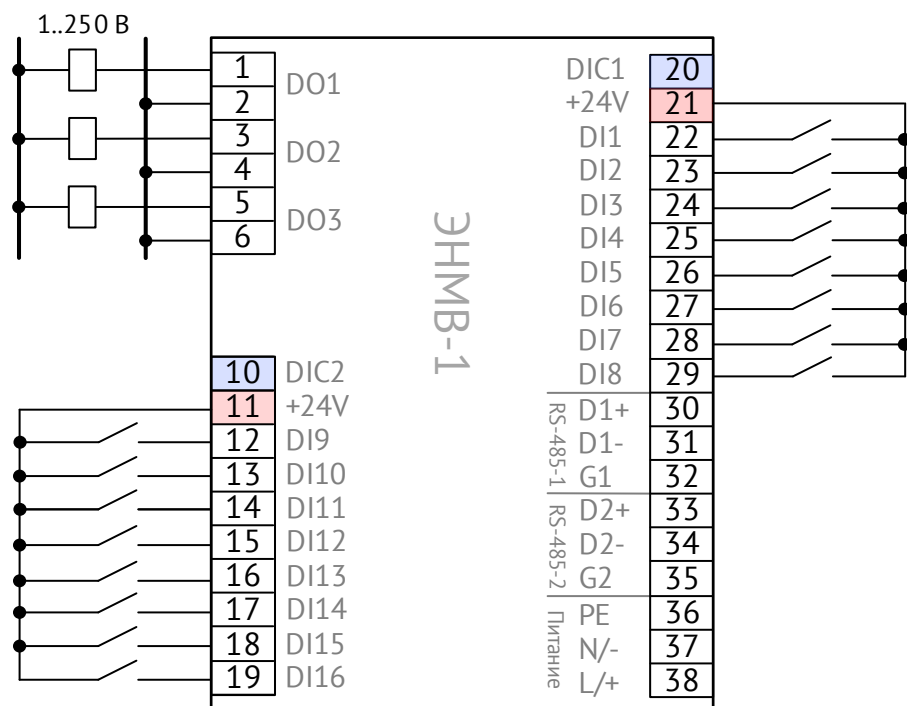 1..250 В
1
DO1
2
3
DO2
4
5
DO3
6
ЭНМВ-1
10 DIC2
11 +24V
12 DI9
13 DI10
14 DI11
15 DI12
16 DI13
17 DI14
18 DI15
19 DI16
DIC1 20
+24V 21
DI1 22
DI2 23
DI3 24
DI4 25
DI5 26
DI6 27
DI7 28
DI8 29
RS-485-1
D1+ 30
D1- 31
G1 32
RS-485-2
D2+ 33
D2- 34
G2 35
Питание
PE 36
N/- 37
L/+ 38